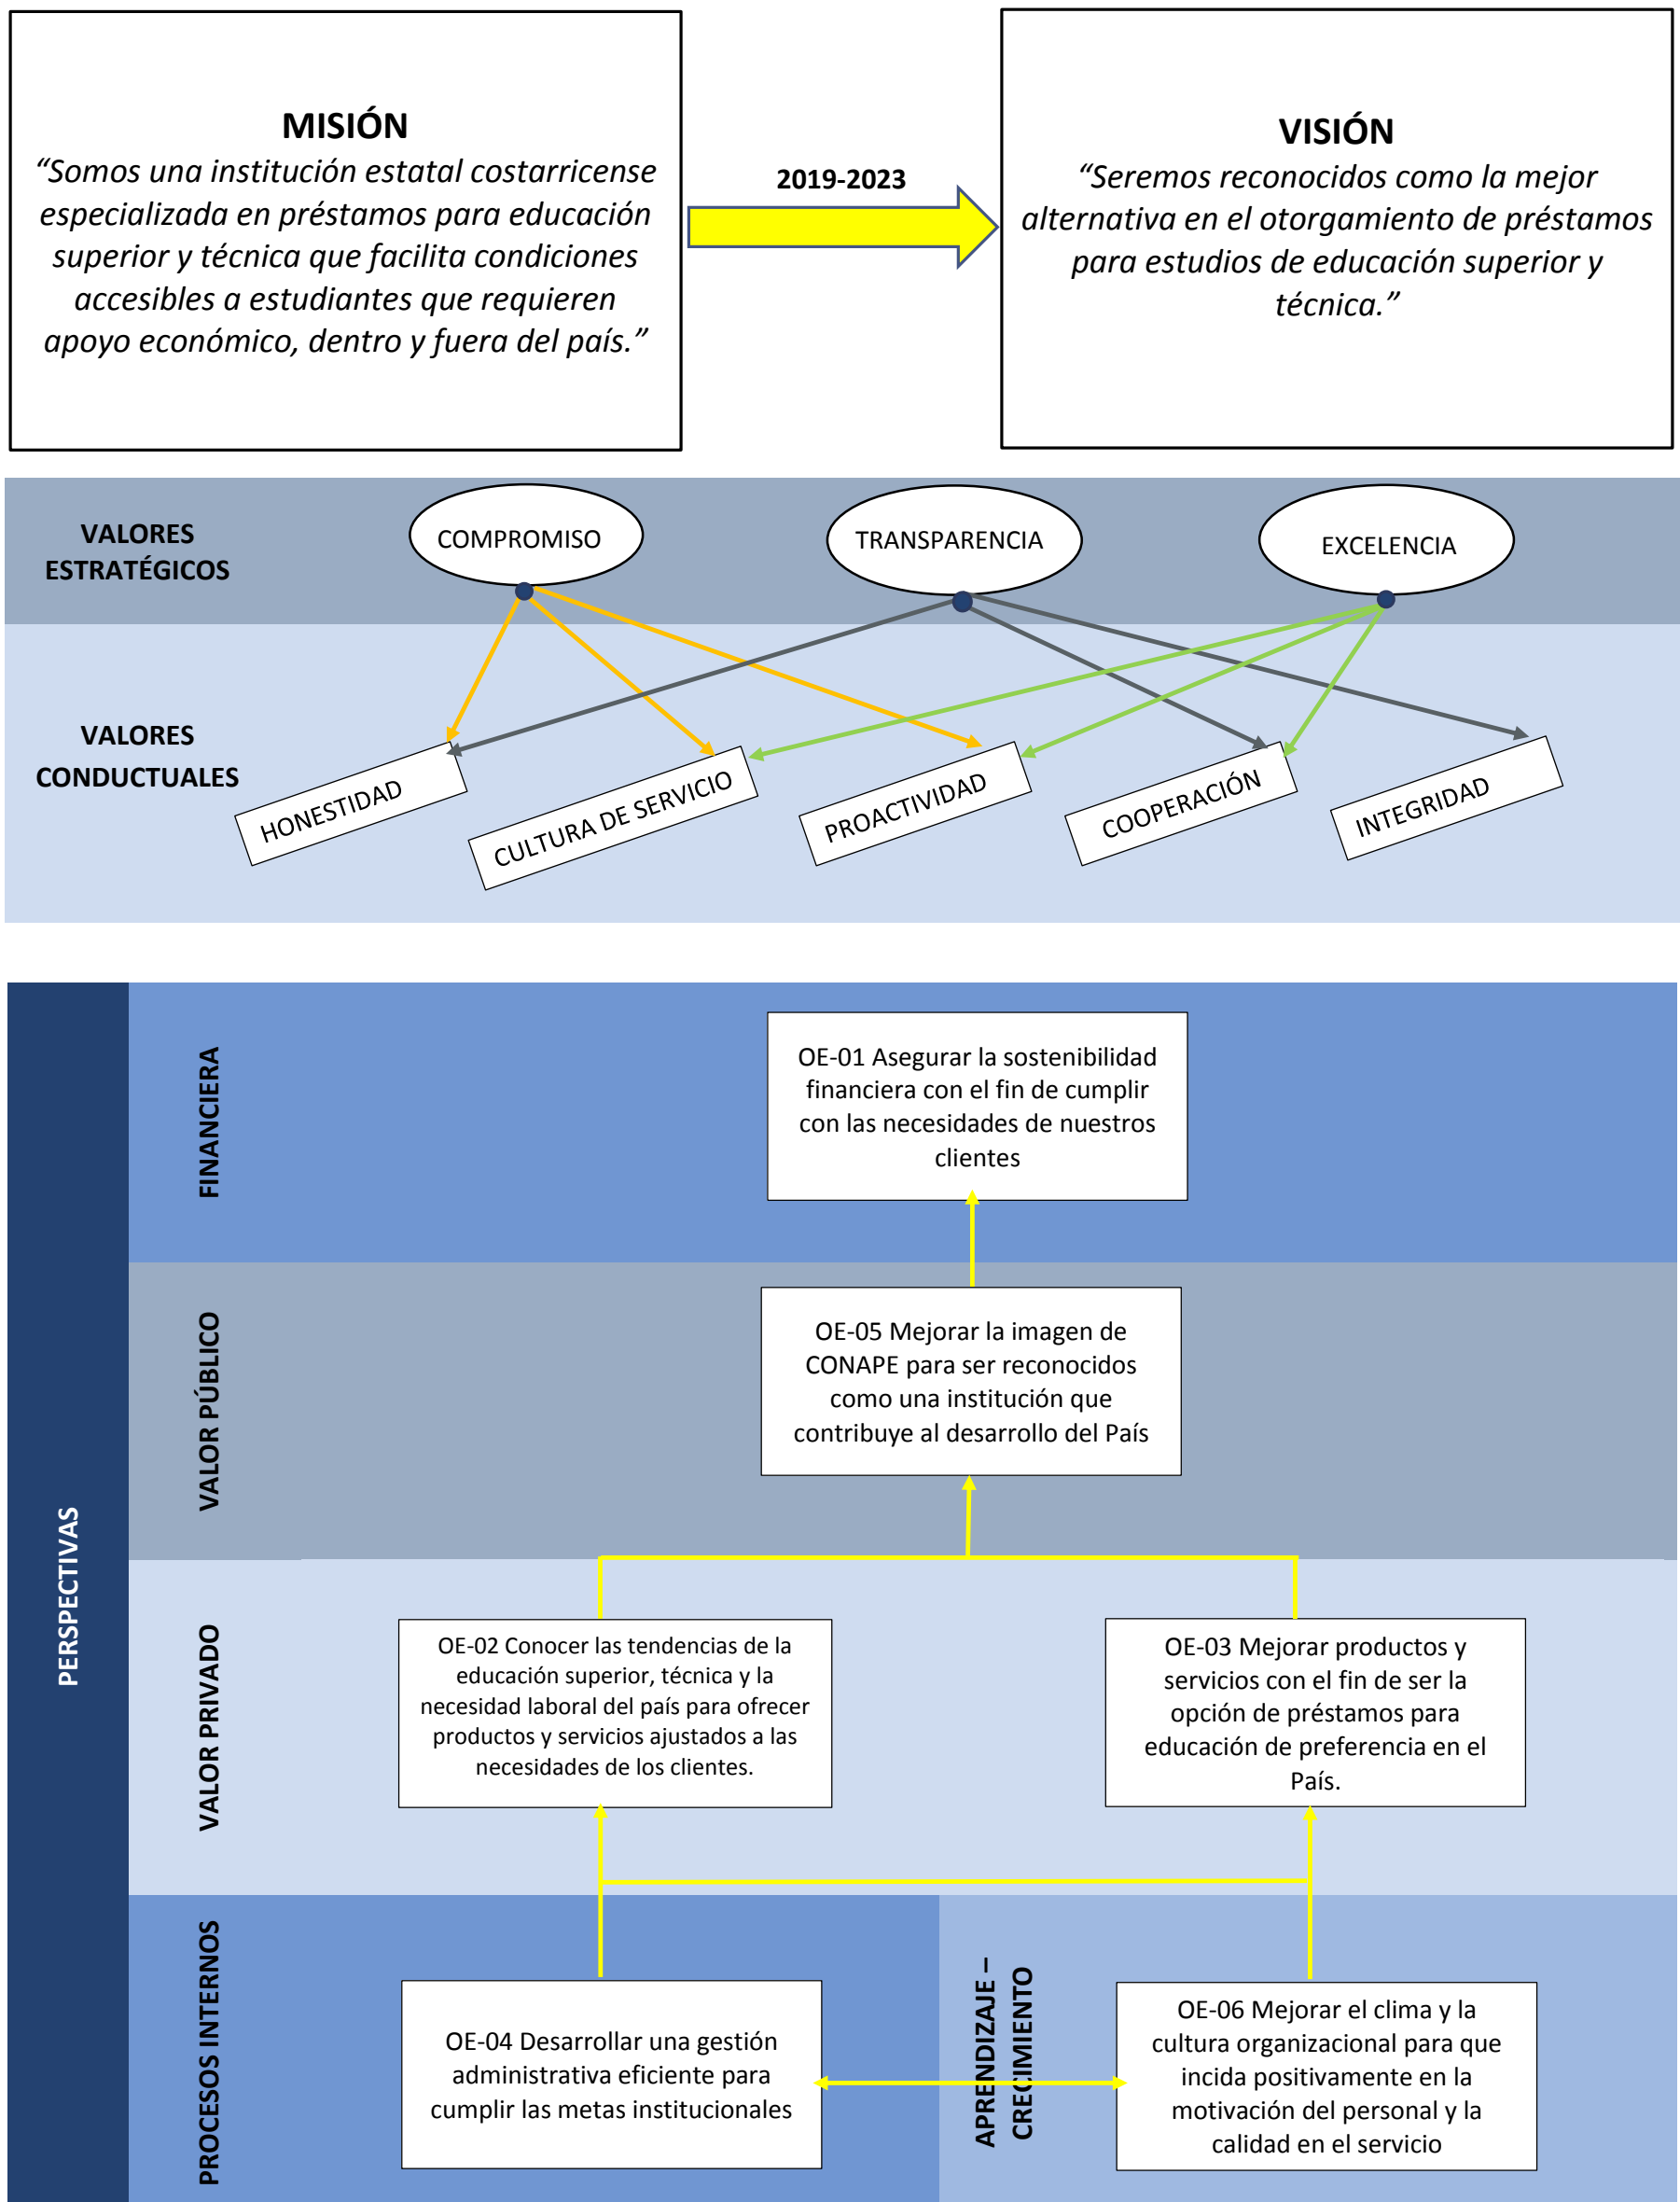 MISIÓN
“Somos una institución estatal costarricense
especializada en préstamos para educación
superior y técnica que facilita condiciones
accesibles a estudiantes que requieren
apoyo económico, dentro y fuera del país.”
2019-2023
VISIÓN
“Seremos reconocidos como la mejor
alternativa en el otorgamiento de préstamos
para estudios de educación superior y
técnica.”
VALORES
ESTRATÉGICOS
COMPROMISO
TRANSPARENCIA
EXCELENCIA
VALORES
CONDUCTUALES
HONESTIDAD
CULTURA DE SERVICIO
PROACTIVIDAD
COOPERACIÓN
INTEGRIDAD
PERSPECTIVAS
FINANCIERA
OE-01 Asegurar la sostenibilidad
financiera con el fin de cumplir
con las necesidades de nuestros
clientes
VALOR PÚBLICO
OE-05 Mejorar la imagen de
CONAPE para ser reconocidos
como una institución que
contribuye al desarrollo del País
VALOR PRIVADO
OE-02 Conocer las tendencias de la
educación superior, técnica y la
necesidad laboral del país para ofrecer
productos y servicios ajustados a las
necesidades de los clientes.
OE-03 Mejorar productos y
servicios con el fin de ser la
opción de préstamos para
educación de preferencia en el
País.
PROCESOS INTERNOS
OE-04 Desarrollar una gestión
administrativa eficiente para
cumplir las metas institucionales
APRENDIZAJE –
CRECIMIENTO
OE-06 Mejorar el clima y la
cultura organizacional para que
incida positivamente en la
motivación del personal y la
calidad en el servicio